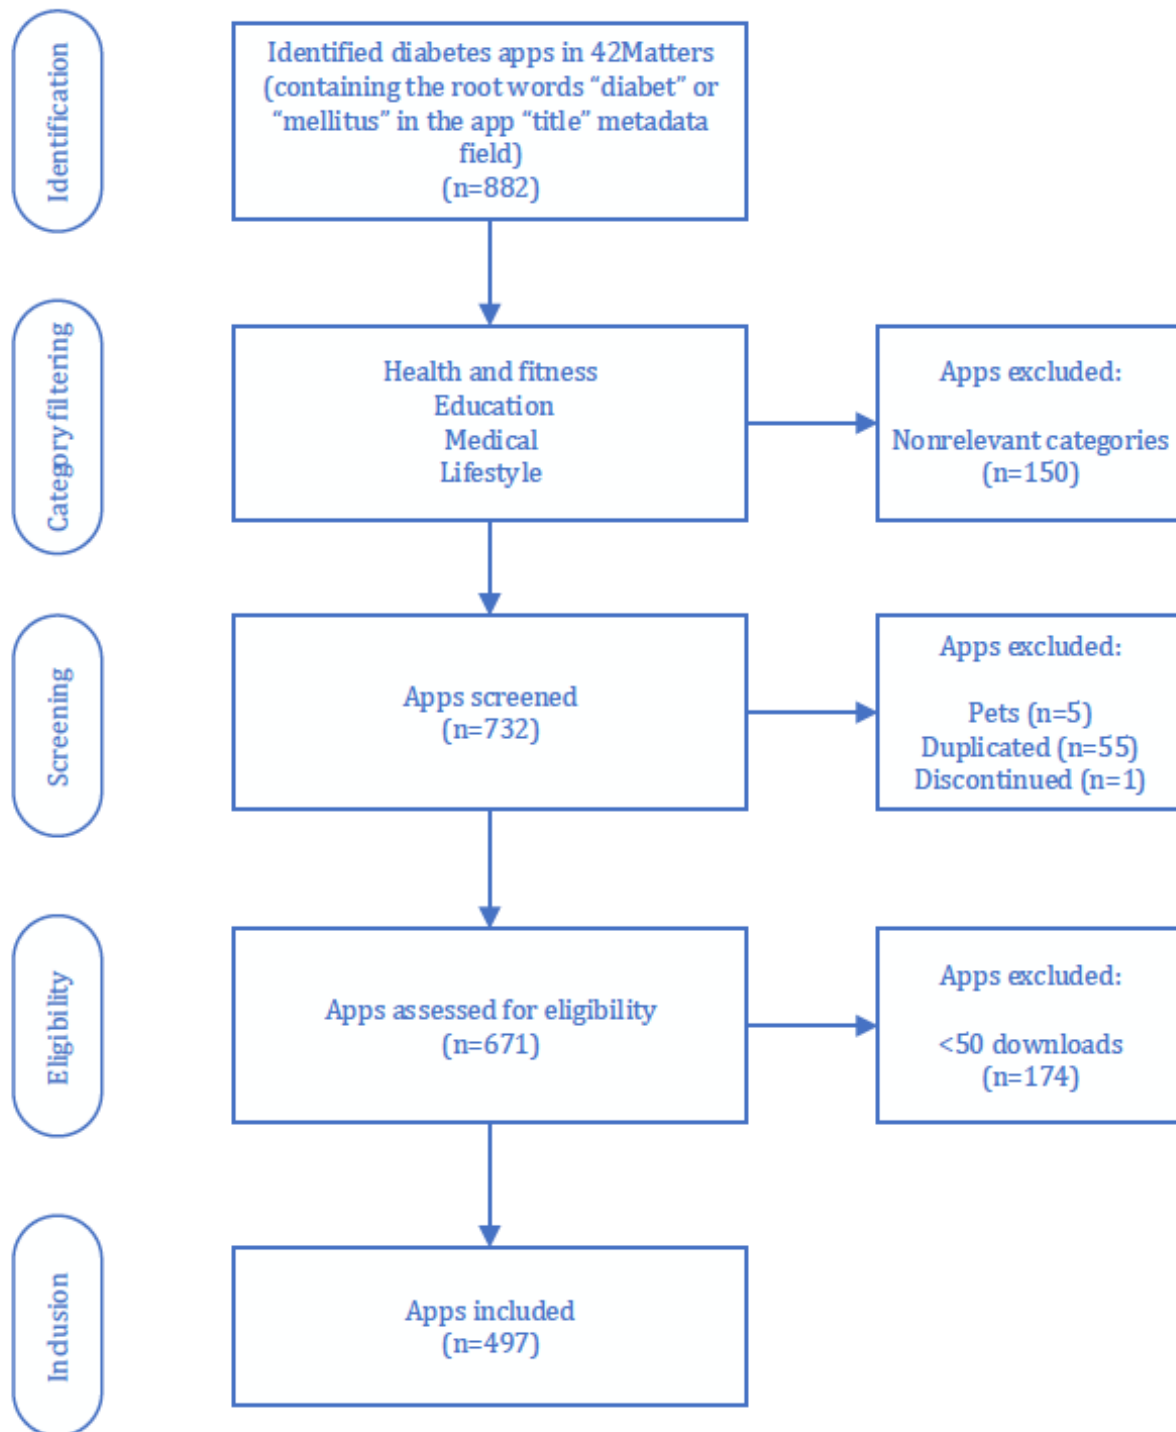 Identification
Identified diabetes apps in 42Matters
(containing the root words “diabet” or
“mellitus” in the app “title” metadata
field)
(n=882)
Category filtering
Health and fitness
Education
Medical
Lifestyle
Apps excluded:
Nonrelevant categories
(n=150)
Screening
Apps screened
(n=732)
Apps excluded:
Pets (n=5)
Duplicated (n=55)
Discontinued (n=1)
Eligibility
Apps assessed for eligibility
(n=671)
Apps excluded:
<50 downloads
(n=174)
Inclusion
Apps included
(n=497)